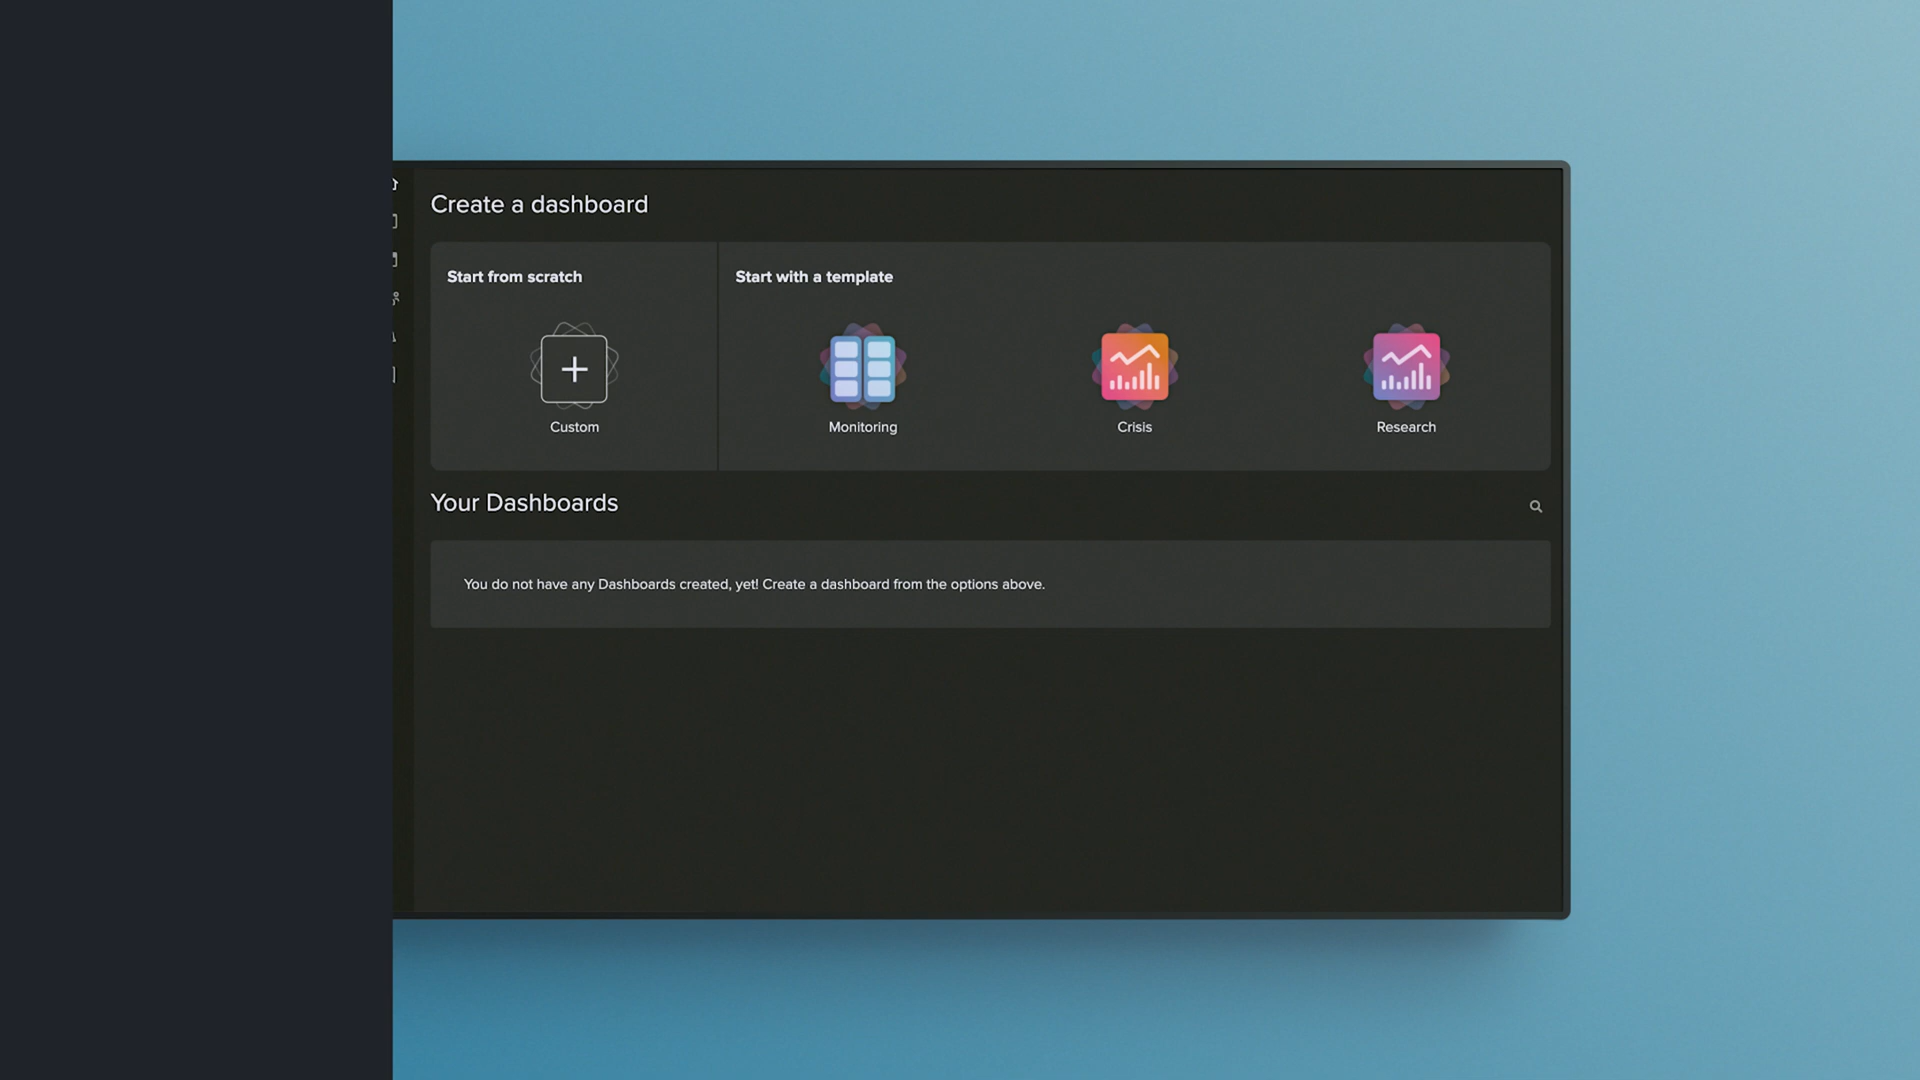 Create a dashboard
Start from scratch
Start with a template
Custom
Monitoring
Crisis
Research
Your Dashboards
You do not have any Dashboards created, yet! Create a dashboard from the options above.